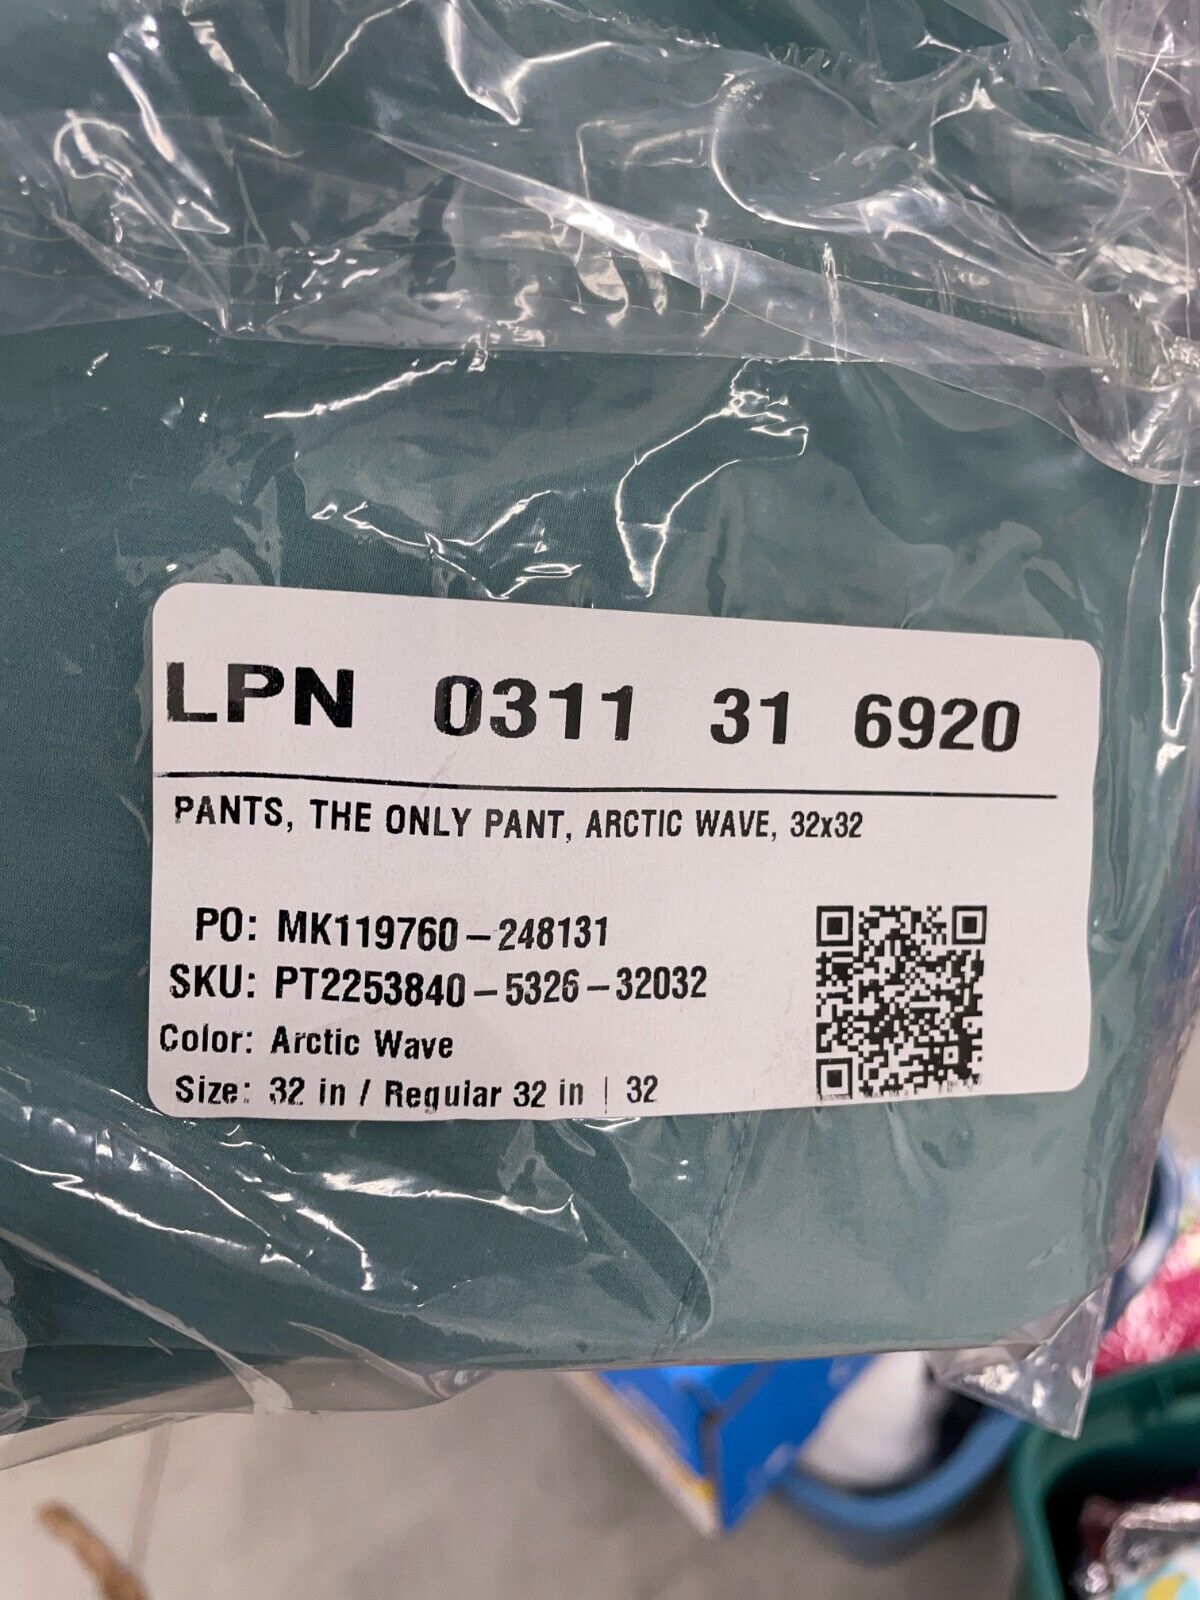 LPN 0311 31 6920
PANTS, THE ONLY PANT, ARCTIC WAVE, 32x32
PO: MK119760-248131
SKU: PT2253840-5326-32032
Color: Arctic Wave
Size: 32 in / Regular 32 in | 32